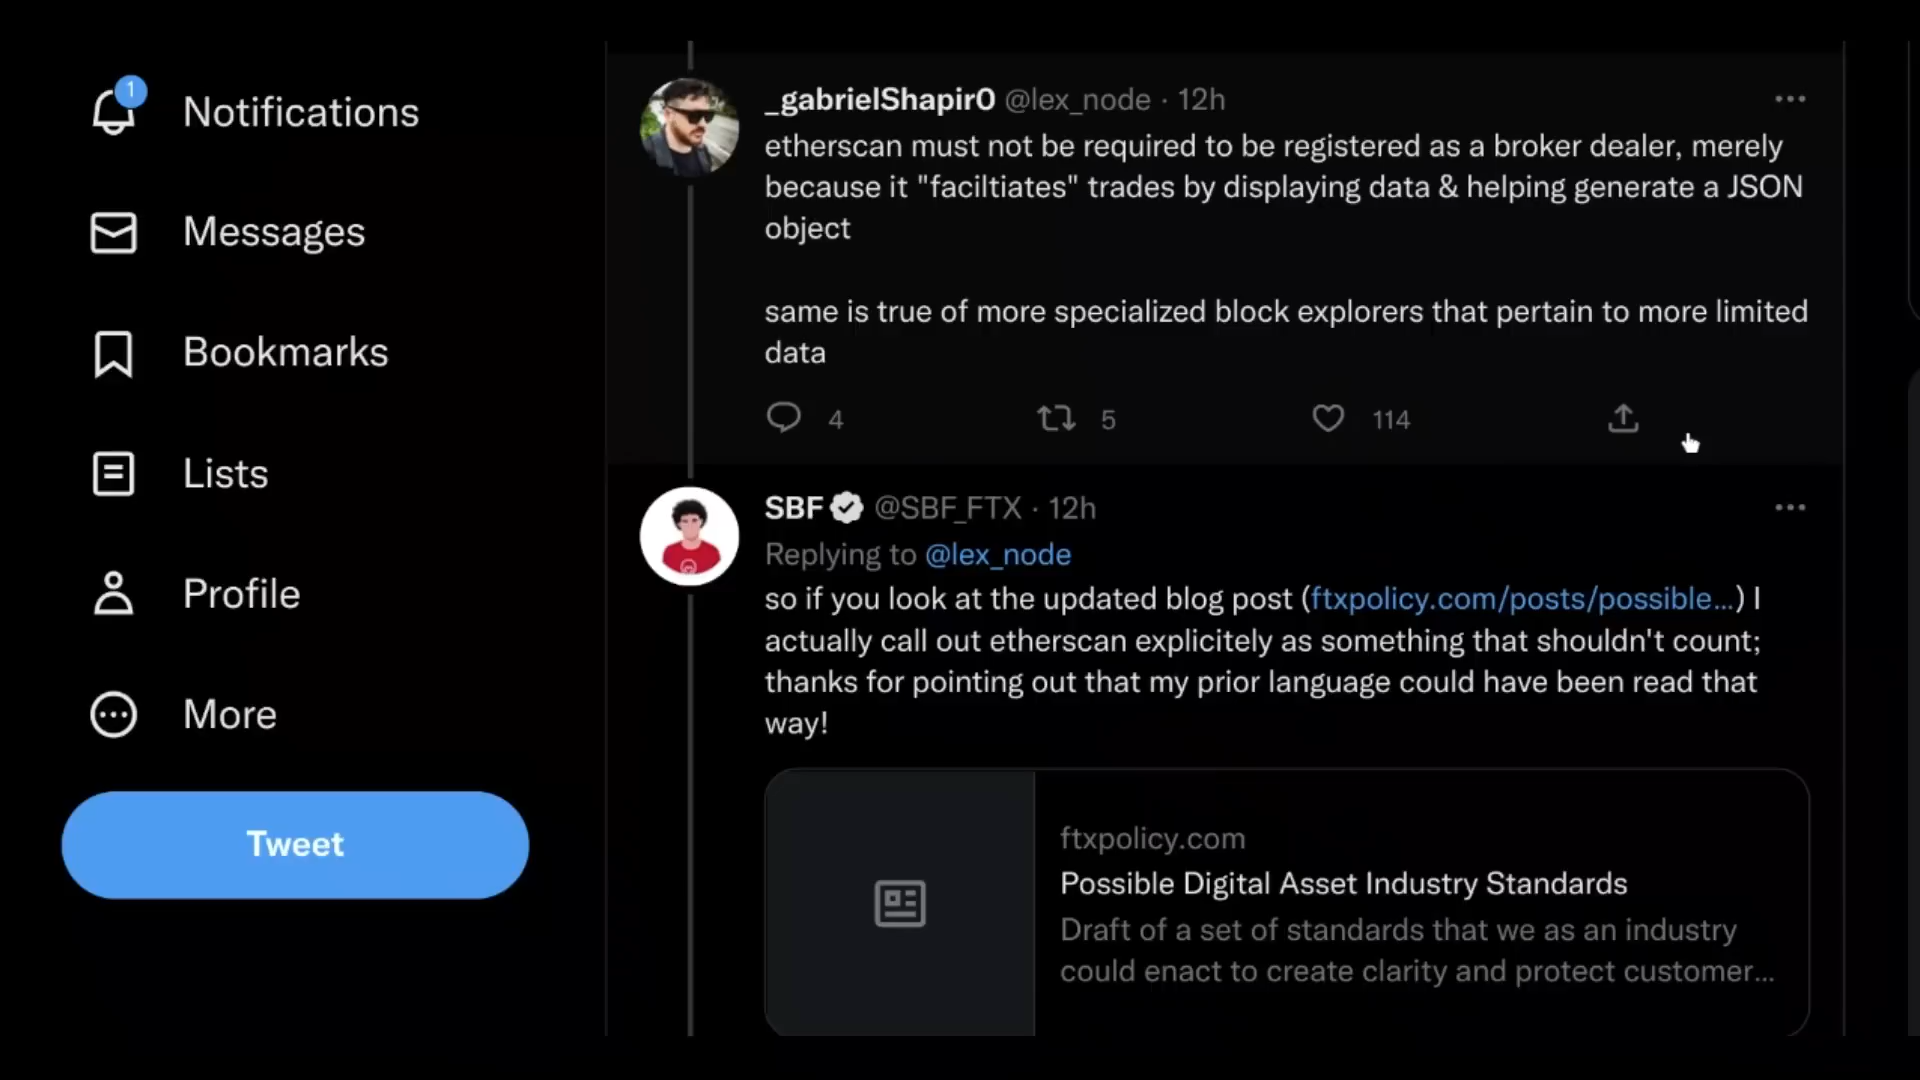 1
Notifications
Messages
Bookmarks
Lists
Profile
More
Tweet
_gabrielShapir0 @lex_node · 12h
etherscan must not be required to be registered as a broker dealer, merely
because it "faciltiates" trades by displaying data & helping generate a JSON
object
same is true of more specialized block explorers that pertain to more limited
data
4 5 114
SBF @SBF_FTX · 12h
Replying to @lex_node
so if you look at the updated blog post (ftxpolicy.com/posts/possible...) I
actually call out etherscan explicitely as something that shouldn't count;
thanks for pointing out that my prior language could have been read that
way!
ftxpolicy.com
Possible Digital Asset Industry Standards
Draft of a set of standards that we as an industry
could enact to create clarity and protect customer...